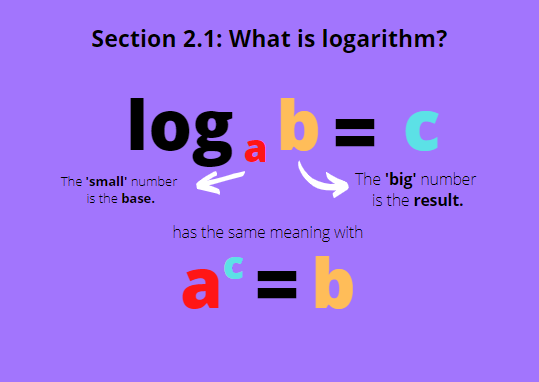 Section 2.1: What is logarithm?
log a b = c
The 'small' number
is the base.
The 'big' number
is the result.
has the same meaning with
a^c = b